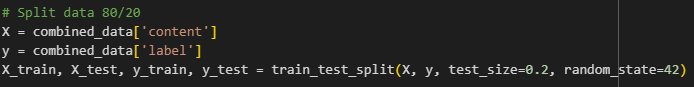 # Split data 80/20
X = combined_data['content']
y = combined_data['label']
X_train, X_test, y_train, y_test = train_test_split(X, y, test_size=0.2, random_state=42)